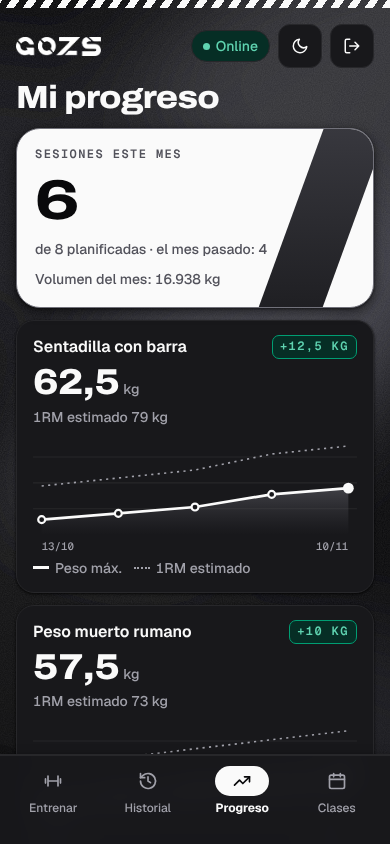 GOZS
Online
Mi progreso
SESIONES ESTE MES
6
de 8 planificadas · el mes pasado: 4
Volumen del mes: 16.938 kg
Sentadilla con barra
+12,5 KG
62,5 kg
1RM estimado 79 kg
13/10
10/11
Peso máx.
1RM estimado
Peso muerto rumano
+10 KG
57,5 kg
1RM estimado 73 kg
Entrenar
Historial
Progreso
Clases